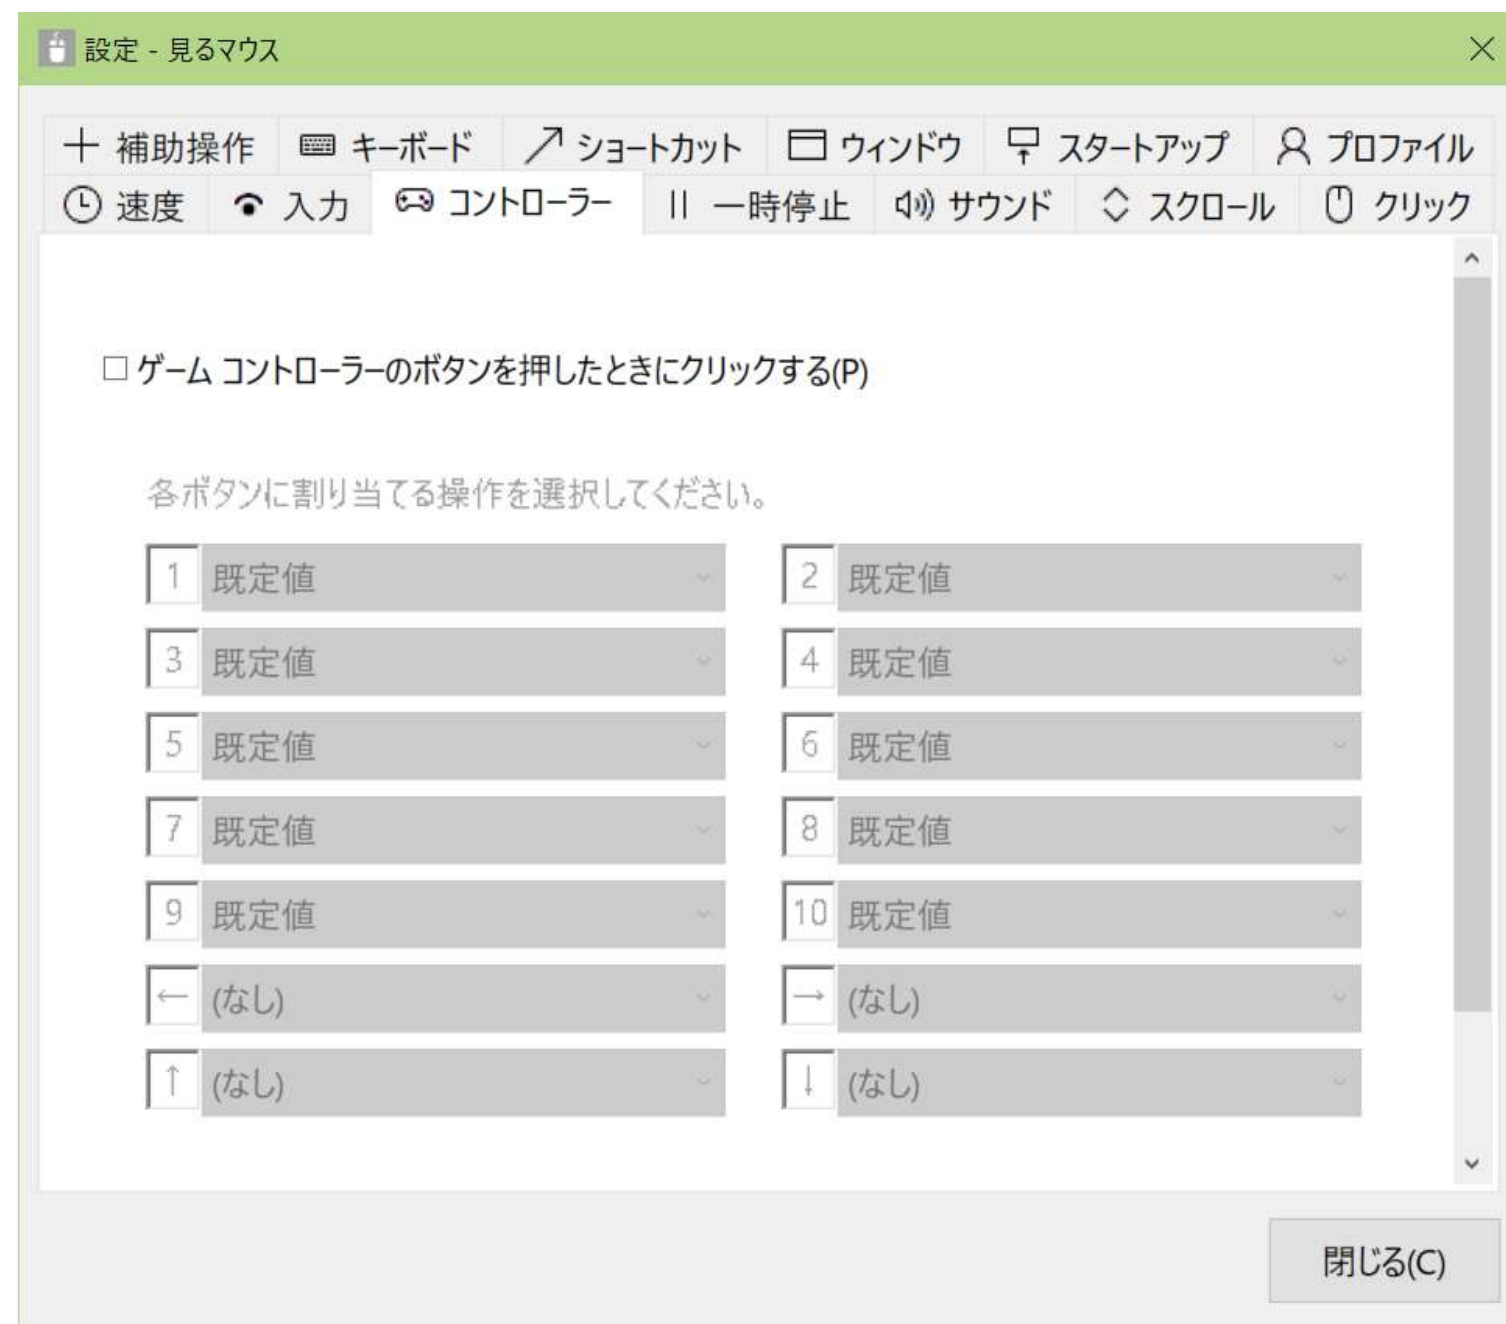 設定 - 見るマウス
補助操作 キーボード ショートカット ウィンドウ スタートアップ プロファイル
速度 入力 コントローラー 一時停止 サウンド スクロール クリック
ゲーム コントローラーのボタンを押したときにクリックする(P)
各ボタンに割り当てる操作を選択してください。
1 既定値 2 既定値
3 既定値 4 既定値
5 既定値 6 既定値
7 既定値 8 既定値
9 既定値 10 既定値
← (なし) → (なし)
↑ (なし) ↓ (なし)
閉じる(C)